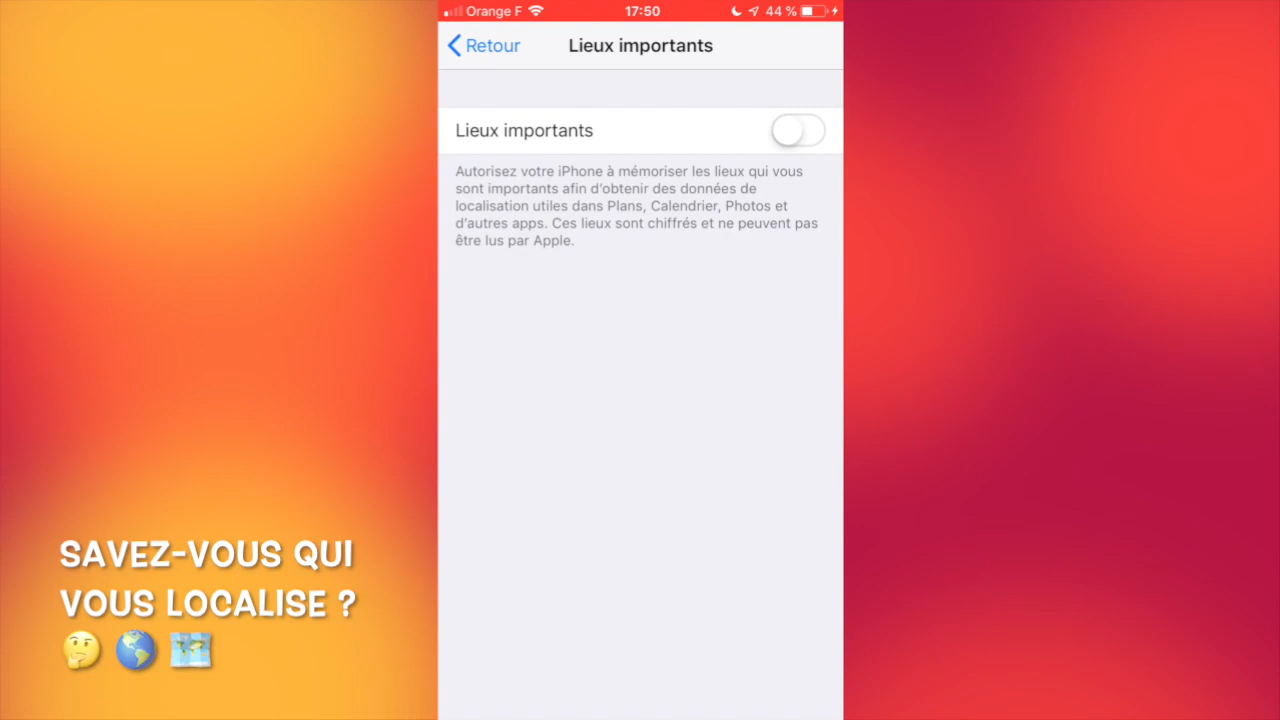 Orange F 17:50 44 %
Retour Lieux importants
Lieux importants
Autorisez votre iPhone à mémoriser les lieux qui vous
sont importants afin d’obtenir des données de
localisation utiles dans Plans, Calendrier, Photos et
d’autres apps. Ces lieux sont chiffrés et ne peuvent pas
être lus par Apple.
SAVEZ-VOUS QUI
VOUS LOCALISE ?